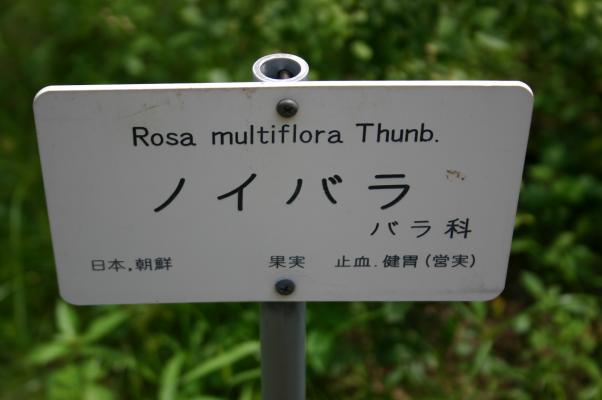 Rosa multiflora Thunb.
ノイバラ
バラ科
日本,朝鮮 果実 止血.健胃(営実)